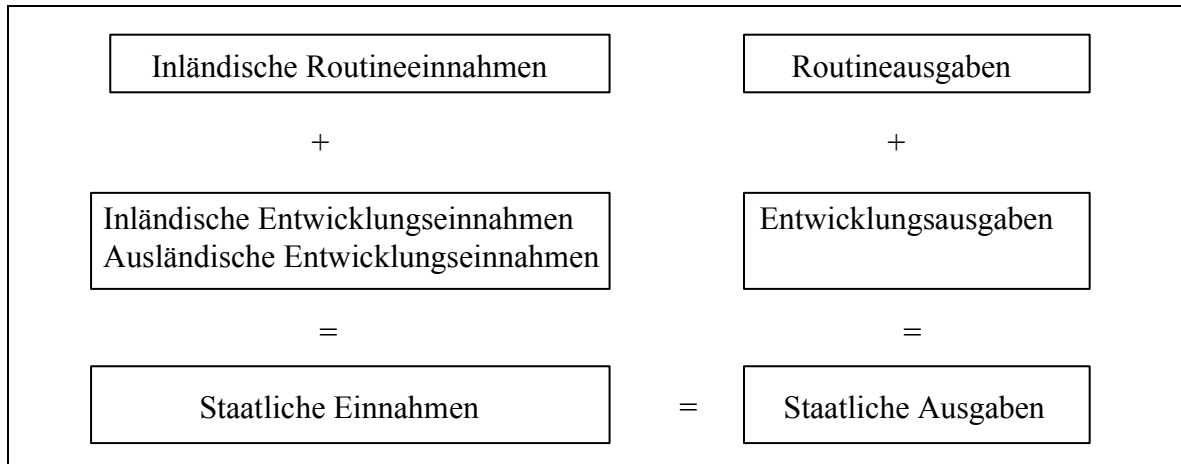 Inländische Routineeinnahmen
Routineausgaben
+
+
Inländische Entwicklungseinnahmen
Ausländische Entwicklungseinnahmen
Entwicklungsausgaben
=
=
Staatliche Einnahmen
=
Staatliche Ausgaben